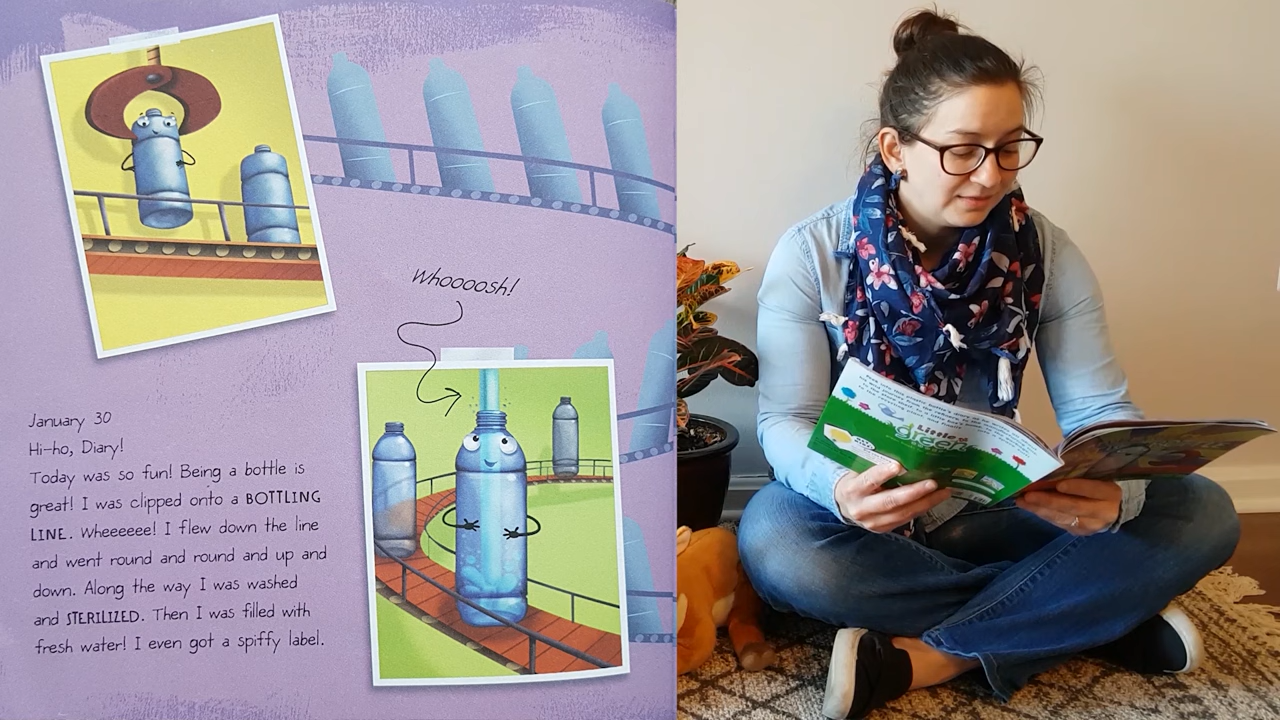 Whoooosh!
January 30
Hi-ho, Diary!
Today was so fun! Being a bottle is
great! I was clipped onto a BOTTLING
LINE. Wheeeeee! I flew down the line
and went round and round and up and
down. Along the way I was washed
and STERILIZED. Then I was filled with
fresh water! I even got a spiffy label.
Little
green